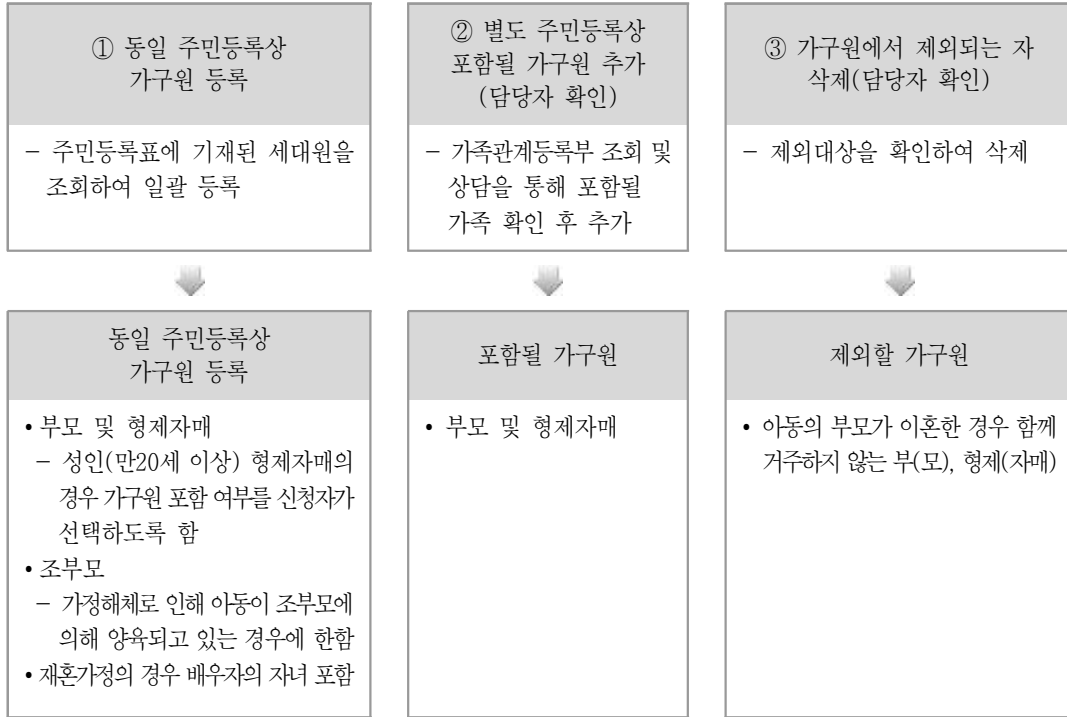 ① 동일 주민등록상
가구원 등록
② 별도 주민등록상
포함될 가구원 추가
(담당자 확인)
③ 가구원에서 제외되는 자
삭제(담당자 확인)
- 주민등록표에 기재된 세대원을
조회하여 일괄 등록
- 가족관계등록부 조회 및
상담을 통해 포함될
가족 확인 후 추가
- 제외대상을 확인하여 삭제
동일 주민등록상
가구원 등록
포함될 가구원
제외할 가구원
• 부모 및 형제자매
- 성인(만20세 이상) 형제자매의
경우 가구원 포함 여부를 신청자가
선택하도록 함
• 조부모
- 가정해체로 인해 아동이 조부모에
의해 양육되고 있는 경우에 한함
• 재혼가정의 경우 배우자의 자녀 포함
• 부모 및 형제자매
• 아동의 부모가 이혼한 경우 함께
거주하지 않는 부(모), 형제(자매)